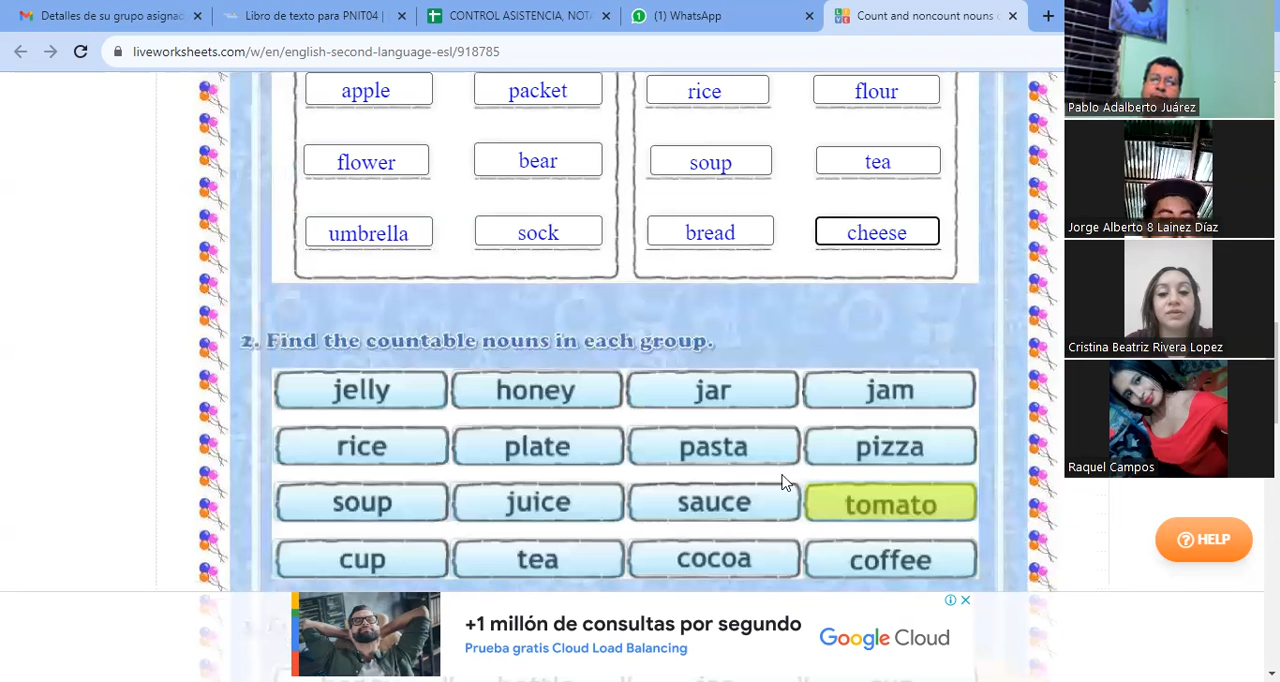 Detalles de su grupo asignad
Libro de texto para PNIT04 |
CONTROL ASISTENCIA, NOTA
(1) WhatsApp
Count and noncount nouns
liveworksheets.com/w/en/english-second-language-esl/918785
apple packet rice flour
flower bear soup tea
umbrella sock bread cheese
2. Find the countable nouns in each group.
jelly honey jar jam
rice plate pasta pizza
soup juice sauce tomato
cup tea cocoa coffee
+1 millón de consultas por segundo
Prueba gratis Cloud Load Balancing
Google Cloud
HELP
Pablo Adalberto Juárez
Jorge Alberto 8 Lainez Díaz
Cristina Beatriz Rivera Lopez
Raquel Campos